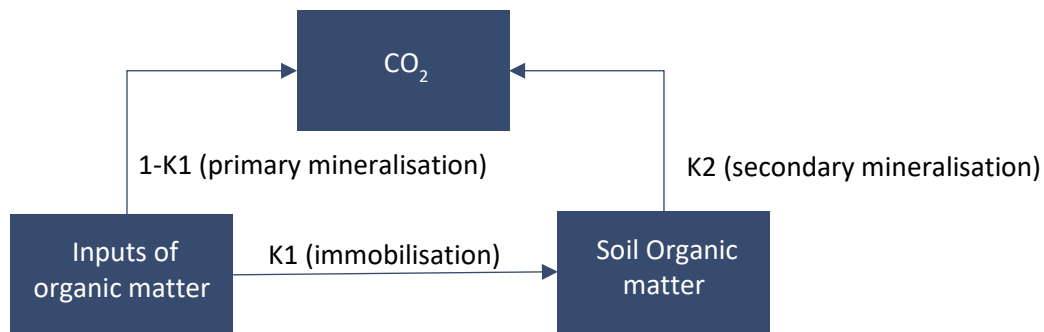 CO₂
1-K1 (primary mineralisation)
K2 (secondary mineralisation)
Inputs of
organic matter
K1 (immobilisation)
Soil Organic
matter